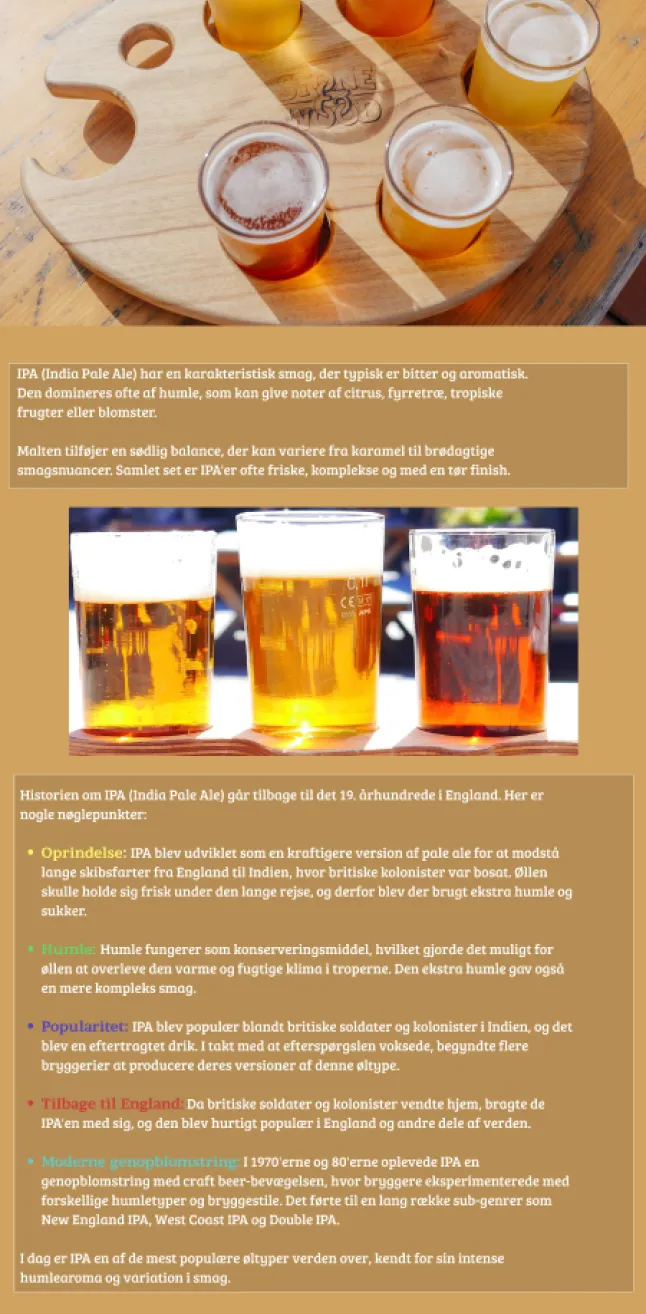 IPA (India Pale Ale) har en karakteristisk smag, der typisk er bitter og aromatisk.
Den domineres ofte af humle, som kan give noter af citrus, fyrretræ, tropiske
frugter eller blomster.
Malten tilføjer en sødlig balance, der kan variere fra karamel til brødagtige
smagsnuancer. Samlet set er IPA'er ofte friske, komplekse og med en tør finish.
0,1l
CE
Historien om IPA (India Pale Ale) går tilbage til det 19. århundrede i England. Her er
nogle nøglepunkter:
• Oprindelse: IPA blev udviklet som en kraftigere version af pale ale for at modstå
lange skibsfarter fra England til Indien, hvor britiske kolonister var bosat. Øllen
skulle holde sig frisk under den lange rejse, og derfor blev der brugt ekstra humle og
sukker.
• Humle: Humle fungerer som konserveringsmiddel, hvilket gjorde det muligt for
øllen at overleve den varme og fugtige klima i troperne. Den ekstra humle gav også
en mere kompleks smag.
• Popularitet: IPA blev populær blandt britiske soldater og kolonister i Indien, og det
blev en eftertragtet drik. I takt med at efterspørgslen voksede, begyndte flere
bryggerier at producere deres versioner af denne øltype.
• Tilbage til England: Da britiske soldater og kolonister vendte hjem, bragte de
IPA'en med sig, og den blev hurtigt populær i England og andre dele af verden.
• Moderne genopblomstring: I 1970'erne og 80'erne oplevede IPA en
genopblomstring med craft beer-bevægelsen, hvor bryggere eksperimenterede med
forskellige humletyper og bryggestile. Det førte til en lang række sub-genrer som
New England IPA, West Coast IPA og Double IPA.
I dag er IPA en af de mest populære øltyper verden over, kendt for sin intense
humlearoma og variation i smag.